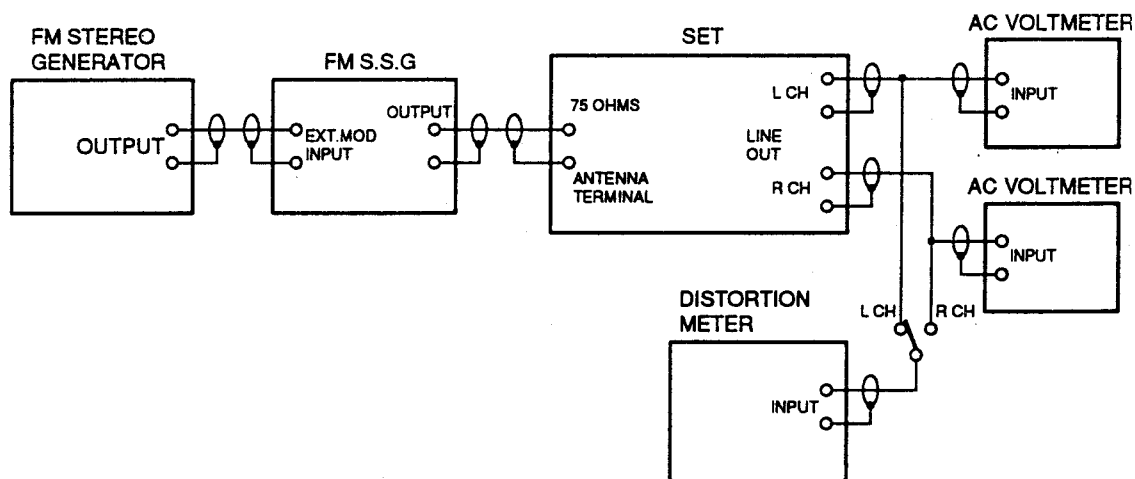 FM STEREO
GENERATOR
OUTPUT
FM S.S.G
EXT.MOD
INPUT
OUTPUT
SET
75 OHMS
ANTENNA
TERMINAL
L CH
LINE
OUT
R CH
AC VOLTMETER
INPUT
AC VOLTMETER
INPUT
DISTORTION
METER
L CH
R CH
INPUT